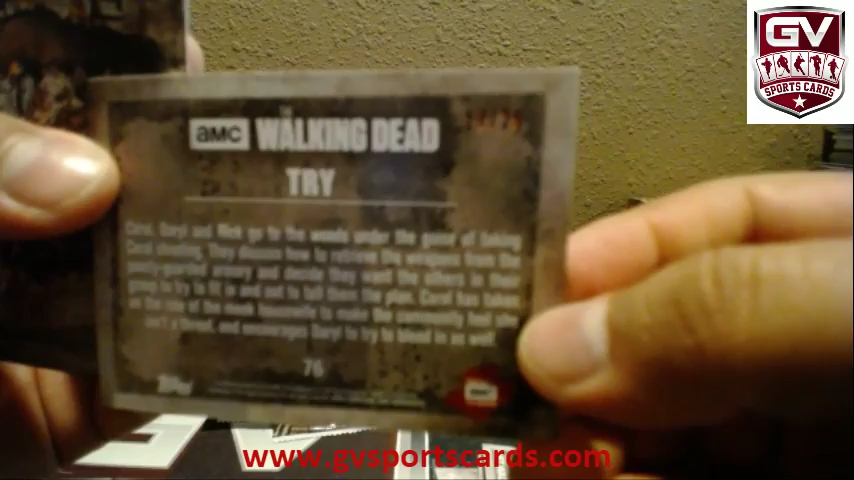 GV
SPORTS CARDS
amc THE WALKING DEAD
TRY
Carol, Daryl and Rick go to the woods under the guise of taking
Carol shooting. They discuss how to retrieve the weapons from the
poorly-guarded armory and decide they want the others in their
group to try to fit in and not to tell them the plan. Carol has taken
on the role of the meek housewife to make the community feel she
isn't a threat, and encourages Daryl to try to blend in as well.
76
Topps
amc
www.gvsportscards.com